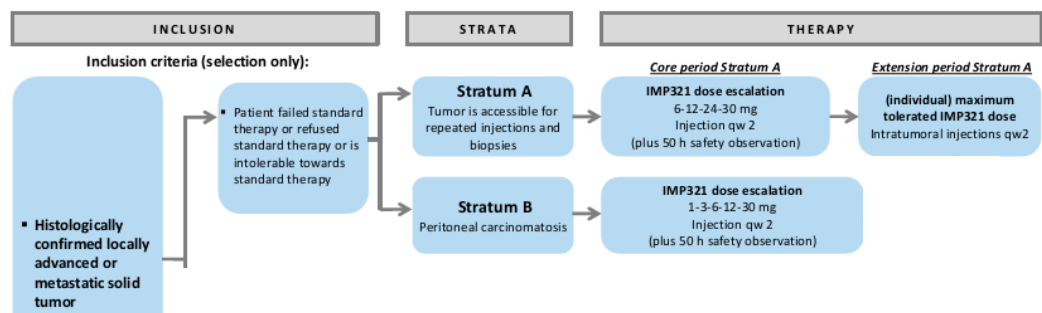 INCLUSION
STRATA
THERAPY
Inclusion criteria (selection only):
▪ Histologically
confirmed locally
advanced or
metastatic solid
tumor
▪ Patient failed standard
therapy or refused
standard therapy or is
intolerable towards
standard therapy
Stratum A
Tumor is accessible for
repeated injections and
biopsies
Stratum B
Peritoneal carcinomatosis
Core period Stratum A
IMP321 dose escalation
6-12-24-30 mg
Injection qw 2
(plus 50 h safety observation)
Extension period Stratum A
(individual) maximum
tolerated IMP321 dose
Intratumoral injections qw2
IMP321 dose escalation
1-3-6-12-30 mg
Injection qw 2
(plus 50 h safety observation)